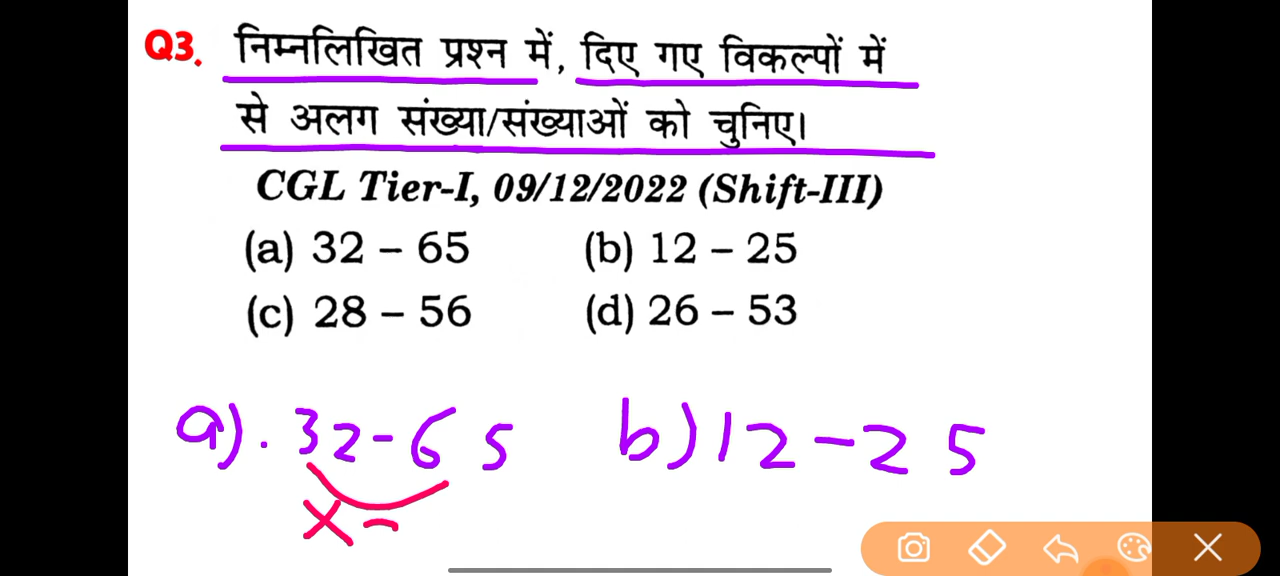 Q3. निम्नलिखित प्रश्न में, दिए गए विकल्पों में
से अलग संख्या/संख्याओं को चुनिए।
CGL Tier-I, 09/12/2022 (Shift-III)
(a) 32 – 65 (b) 12 – 25
(c) 28 – 56 (d) 26 – 53
a). 32-65 b) 12-25
x-